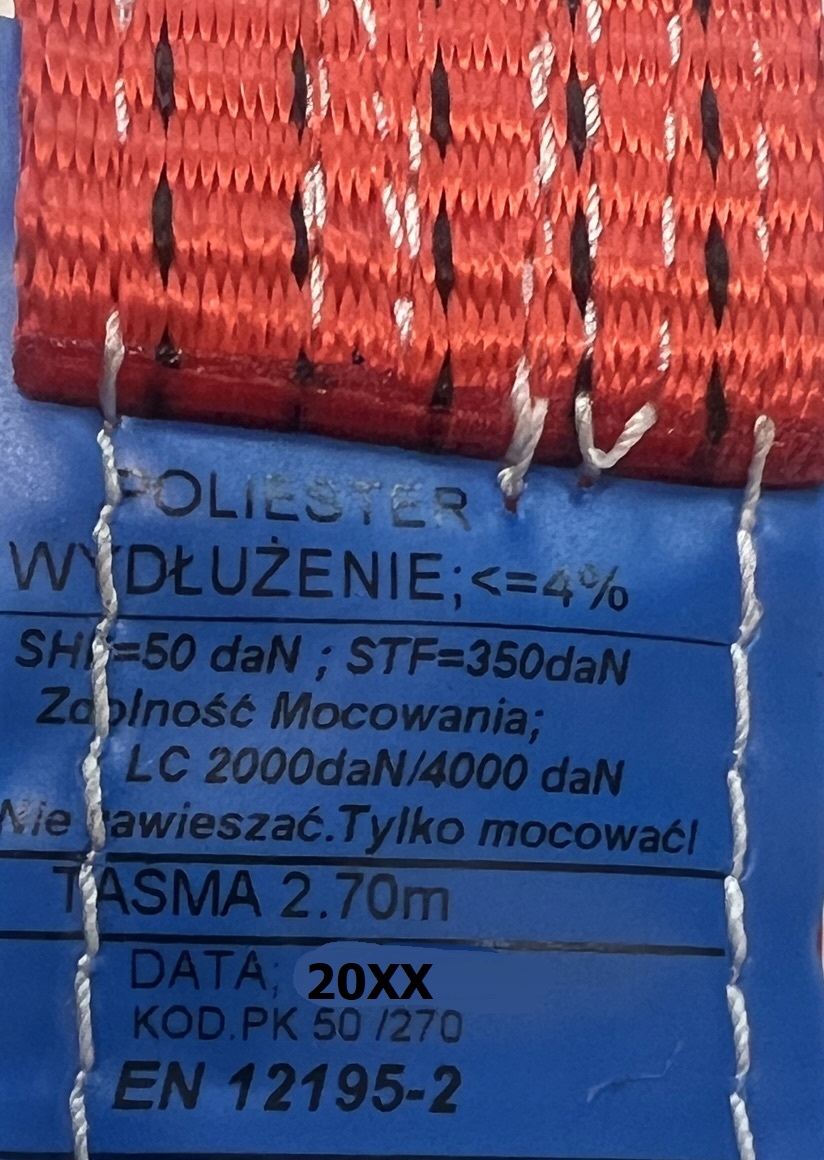 POLIESTER
WYDŁUŻENIE;<=4%
SHF=50 daN ; STF=350daN
Zdolność Mocowania;
LC 2000daN/4000 daN
Nie zawieszać.Tylko mocować!
TASMA 2.70m
DATA; 20XX
KOD.PK 50 /270
EN 12195-2